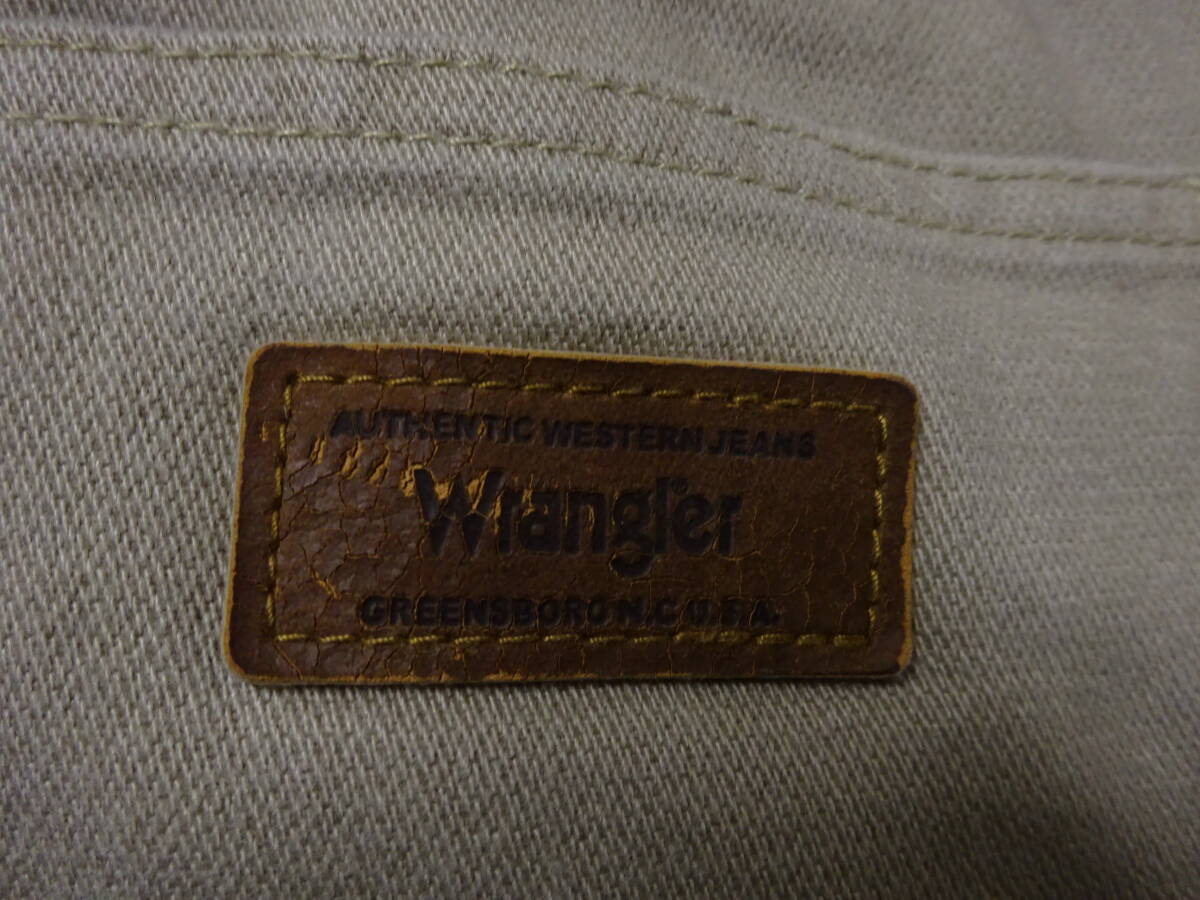 AUTHENTIC WESTERN JEANS
Wrangler
GREENSBORO N.C U.S.A.